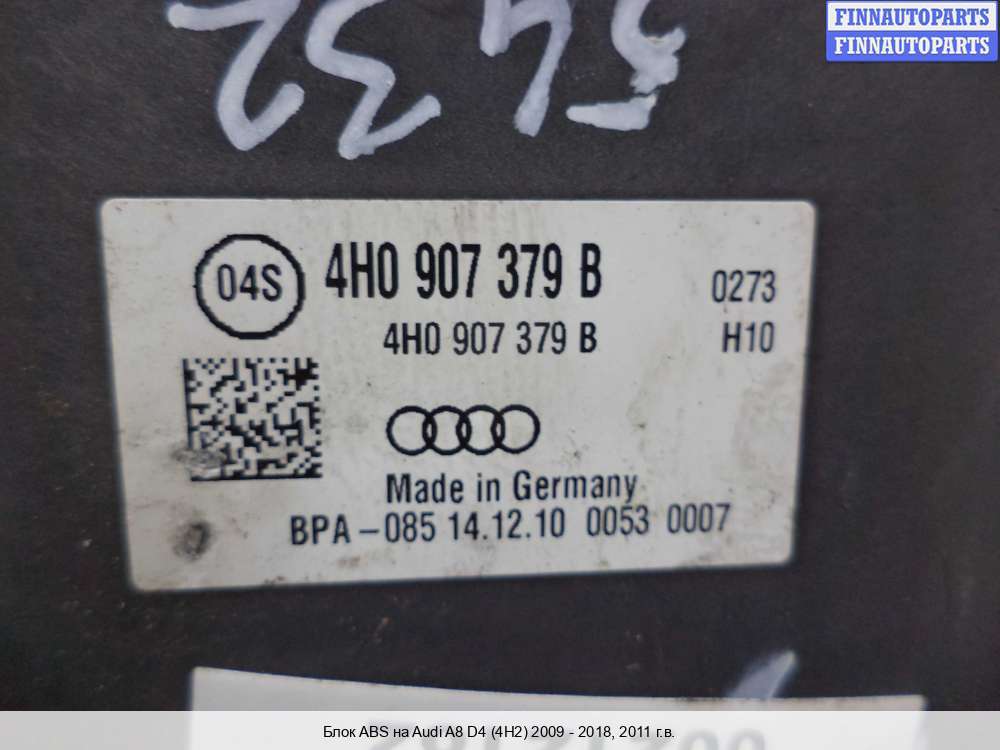 FINNAUTOPARTS
FINNAUTOPARTS
5432
04S
4H0 907 379 B
0273
4H0 907 379 B
H10
Made in Germany
BPA-085 14.12.10 0053 0007
Блок ABS на Audi A8 D4 (4H2) 2009 - 2018, 2011 г.в.